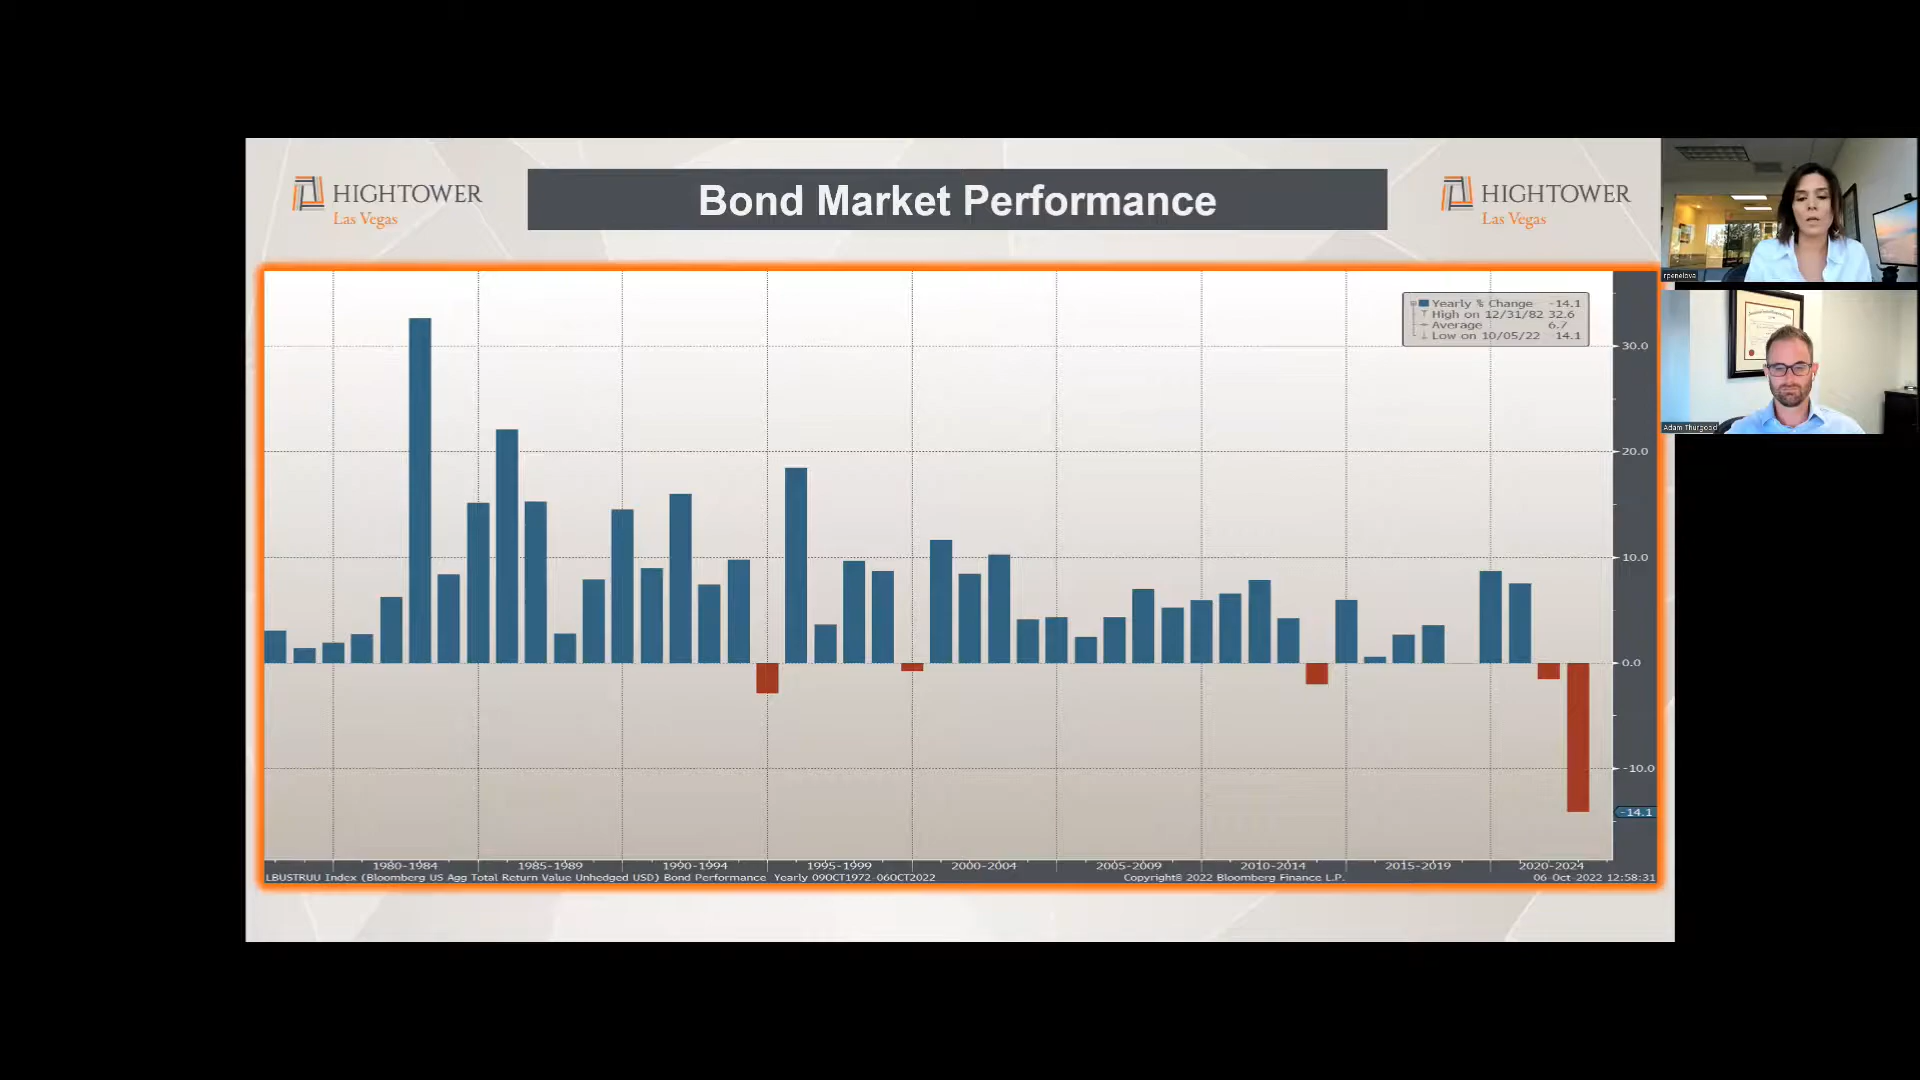 HIGHTOWER
Las Vegas
Bond Market Performance
HIGHTOWER
Las Vegas
rpenelova
Adam Thurgood
Yearly % Change -14.1
High on 12/31/82 32.6
Average 6.7
Low on 10/05/22 14.1
30.0
20.0
10.0
0.0
-10.0
-14.1
1980-1984 1985-1989 1990-1994 1995-1999 2000-2004 2005-2009 2010-2014 2015-2019 2020-2024
LBUSTRUU Index (Bloomberg US Agg Total Return Value Unhedged USD) Bond Performance Yearly 09OCT1972-06OCT2022 Copyright© 2022 Bloomberg Finance L.P. 06-Oct-2022 12:58:31